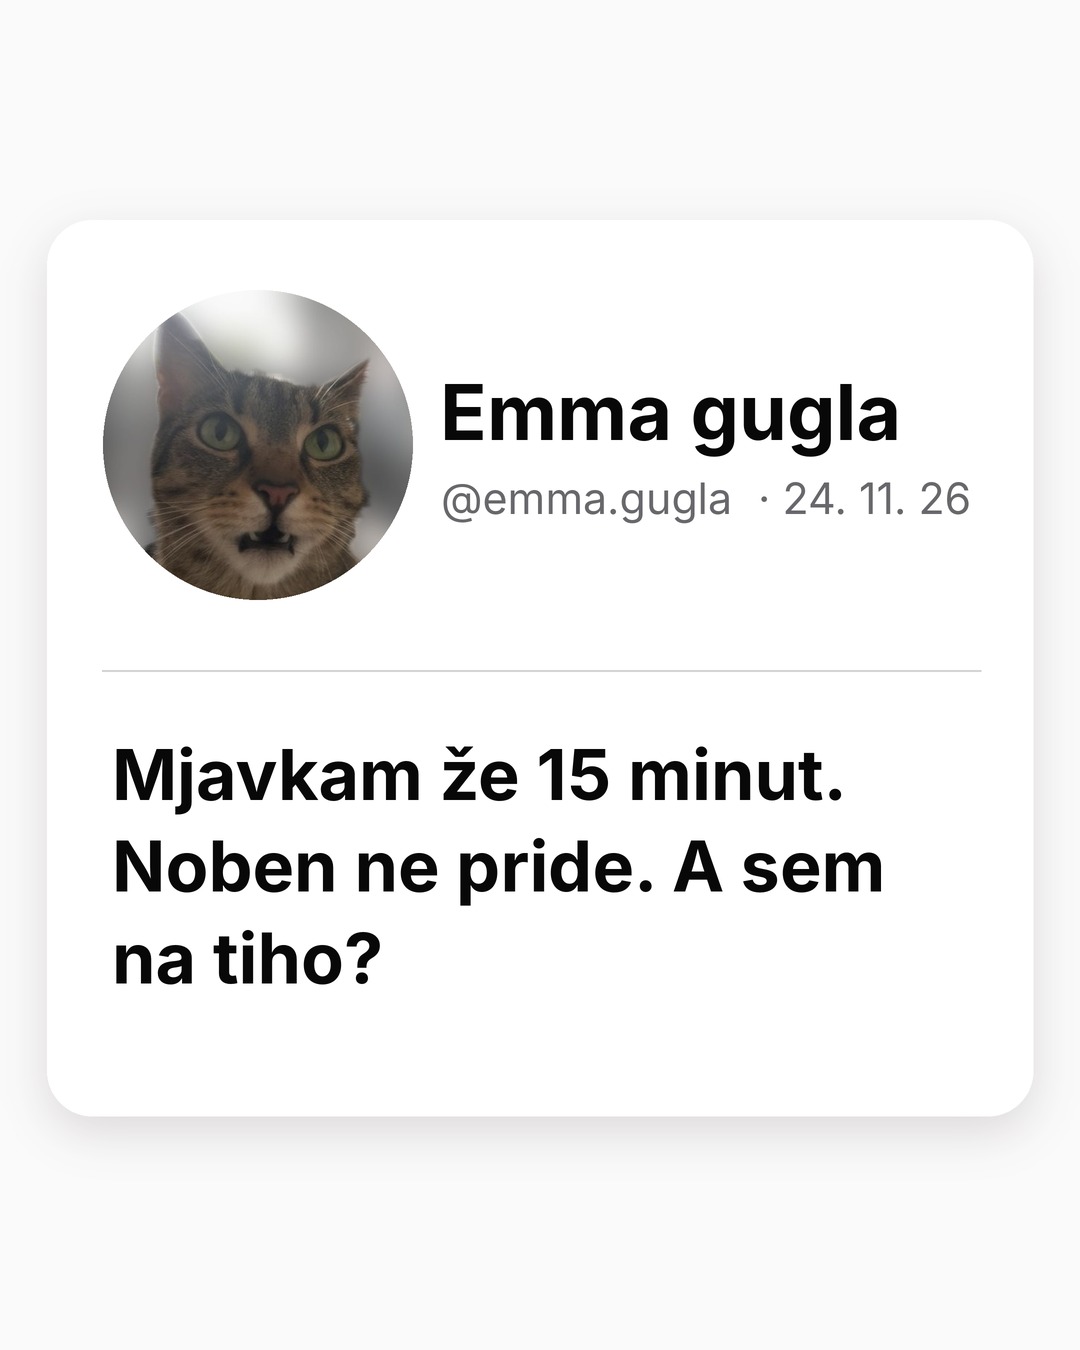 Emma gugla
@emma.gugla · 24. 11. 26
Mjavkam že 15 minut.
Noben ne pride. A sem
na tiho?